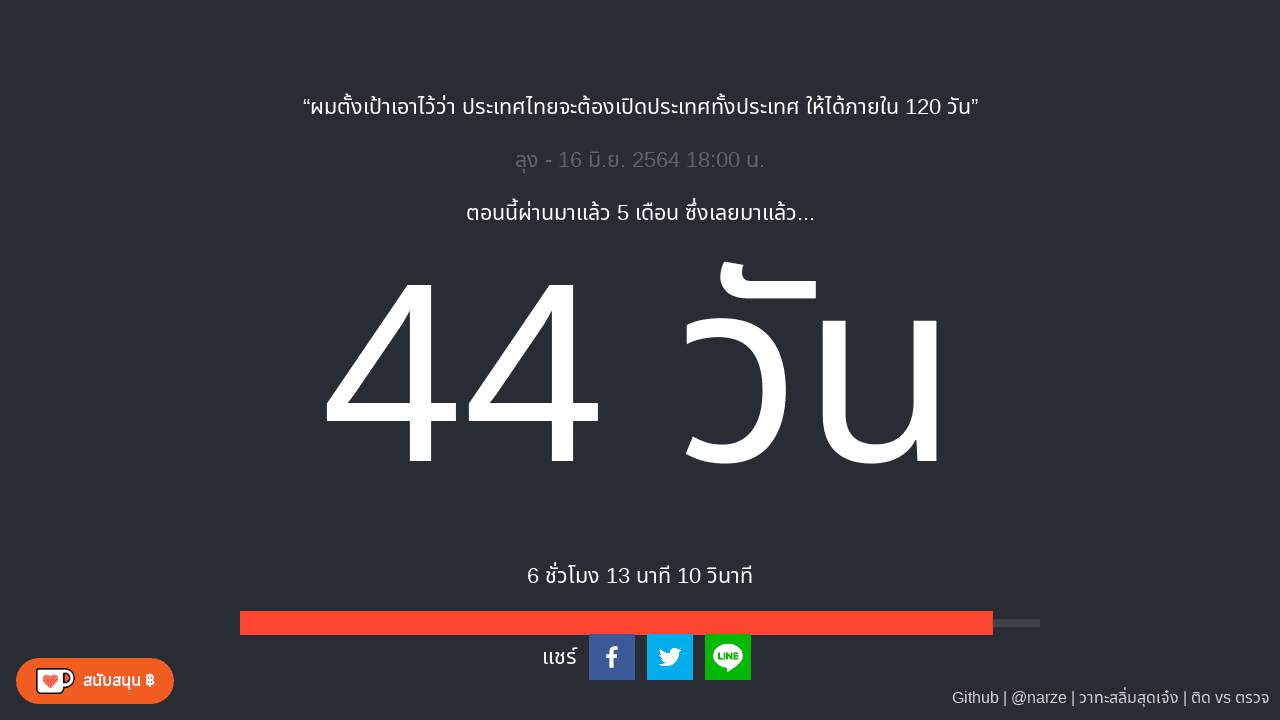 “ผมตั้งเป้าเอาไว้ว่า ประเทศไทยจะต้องเปิดประเทศทั้งประเทศ ให้ได้ภายใน 120 วัน”
ลุง - 16 มิ.ย. 2564 18:00 น.
ตอนนี้ผ่านมาแล้ว 5 เดือน ซึ่งเลยมาแล้ว...
44 วัน
6 ชั่วโมง 13 นาที 10 วินาที
แชร์
LINE
สนับสนุน ฿
Github | @narze | วาทะสลิ่มสุดเจ๋ง | ติด vs ตรวจ